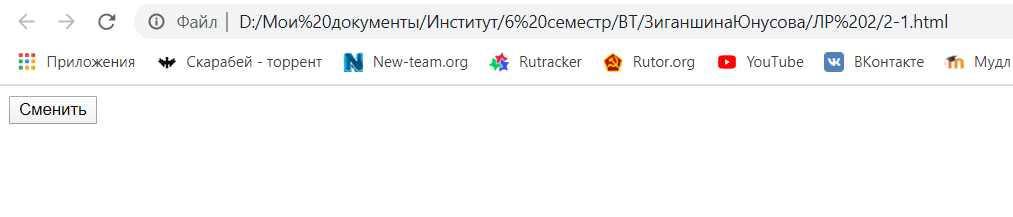 Файл | D:/Мои%20документы/Институт/6%20семестр/ВТ/ЗиганшинаЮнусова/ЛР%202/2-1.html
Приложения Скарабей - торрент New-team.org Rutracker Rutor.org YouTube ВКонтакте Мудл
Сменить